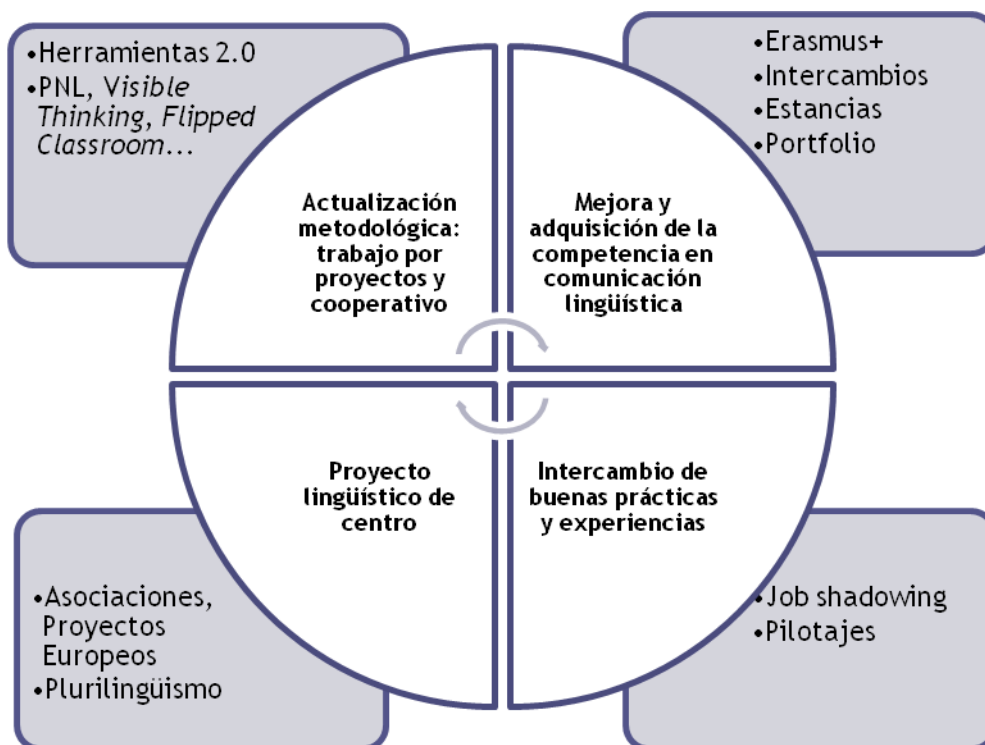 •Herramientas 2.0
•PNL, Visible
Thinking, Flipped
Classroom...
•Erasmus+
•Intercambios
•Estancias
•Portfolio
Actualización
metodológica:
trabajo por
proyectos y
cooperativo
Mejora y
adquisición de la
competencia en
comunicación
lingüística
Proyecto
lingüístico de
centro
Intercambio de
buenas prácticas
y experiencias
•Asociaciones,
Proyectos
Europeos
•Plurilingüismo
•Job shadowing
•Pilotajes